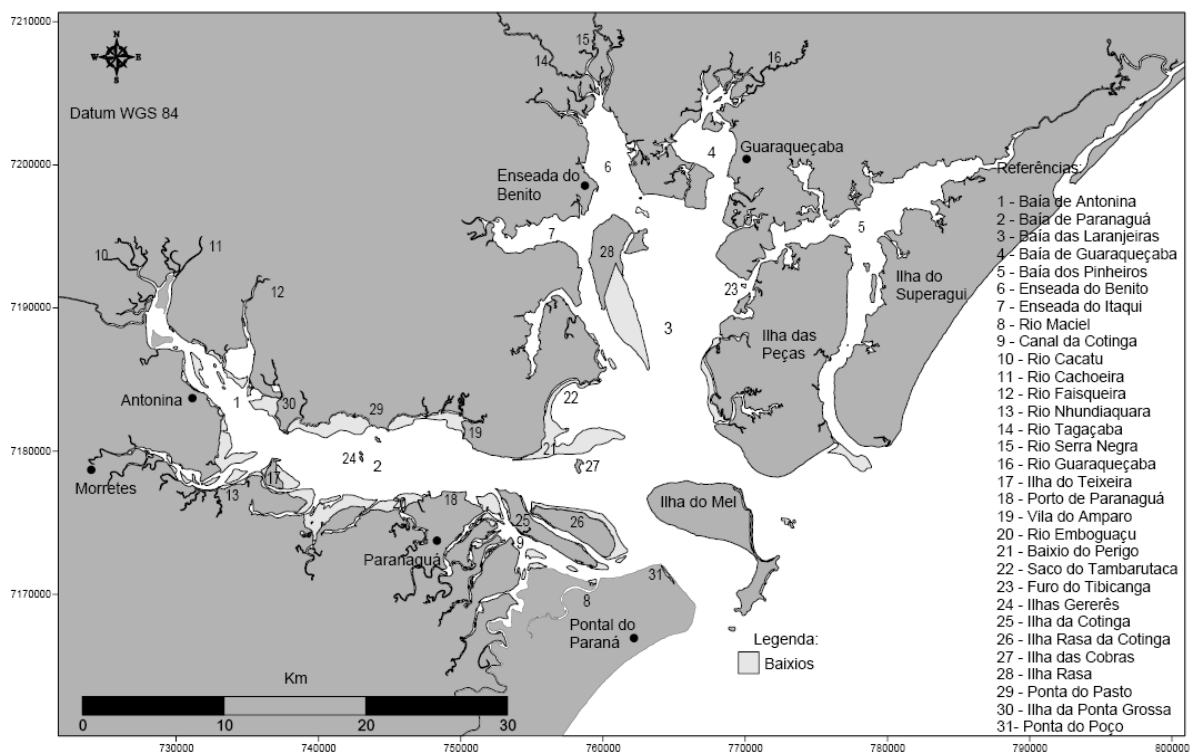 7210000
N
W E
S
Datum WGS 84
7200000
7190000
7180000
7170000
14
15
16
6
4
Guaraqueçaba
Enseada do
Benito
7
5
28
10
11
12
23
Ilha do
Superagui
3
Ilha das
Peças
Antonina
1
30
29
22
19
21
24
2
27
Morretes
13
17
18
25
26
Ilha do Mel
Paranaguá
9
8
31
Pontal do
Paraná
Legenda:
Baixios
Km
0 10 20 30
730000 740000 750000 760000 770000 780000 790000 800000
Referências:
1 - Baía de Antonina
2 - Baía de Paranaguá
3 - Baía das Laranjeiras
4 - Baía de Guaraqueçaba
5 - Baía dos Pinheiros
6 - Enseada do Benito
7 - Enseada do Itaqui
8 - Rio Maciel
9 - Canal da Cotinga
10 - Rio Cacatu
11 - Rio Cachoeira
12 - Rio Faisqueira
13 - Rio Nhundiaquara
14 - Rio Tagaçaba
15 - Rio Serra Negra
16 - Rio Guaraqueçaba
17 - Ilha do Teixeira
18 - Porto de Paranaguá
19 - Vila do Amparo
20 - Rio Emboguaçu
21 - Baixio do Perigo
22 - Saco do Tambarutaca
23 - Furo do Tibicanga
24 - Ilhas Gererês
25 - Ilha da Cotinga
26 - Ilha Rasa da Cotinga
27 - Ilha das Cobras
28 - Ilha Rasa
29 - Ponta do Pasto
30 - Ilha da Ponta Grossa
31- Ponta do Poço